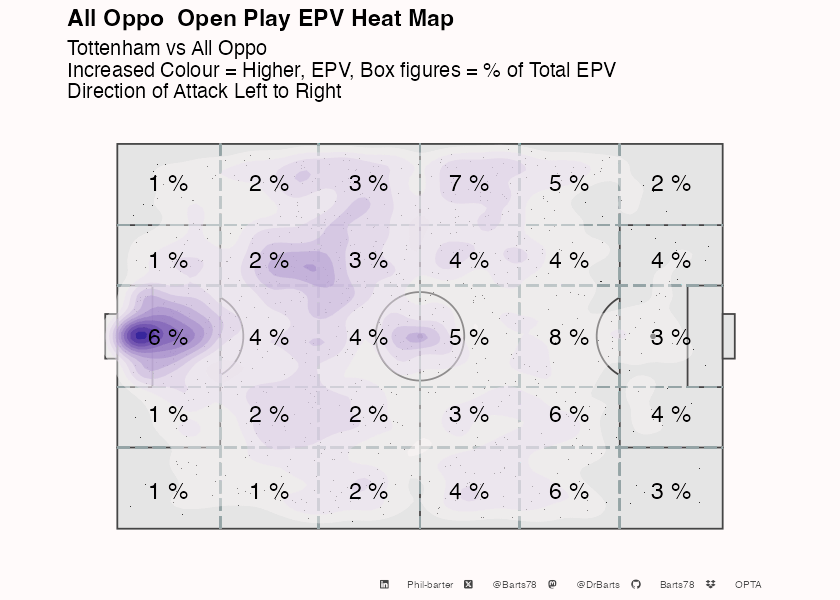 All Oppo  Open Play EPV Heat Map
Tottenham vs All Oppo
Increased Colour = Higher, EPV, Box figures = % of Total EPV
Direction of Attack Left to Right
1 % 2 % 3 % 7 % 5 % 2 %
1 % 2 % 3 % 4 % 4 % 4 %
6 % 4 % 4 % 5 % 8 % 3 %
1 % 2 % 2 % 3 % 6 % 4 %
1 % 1 % 2 % 4 % 6 % 3 %
Phil-barter @Barts78 @DrBarts Barts78 OPTA